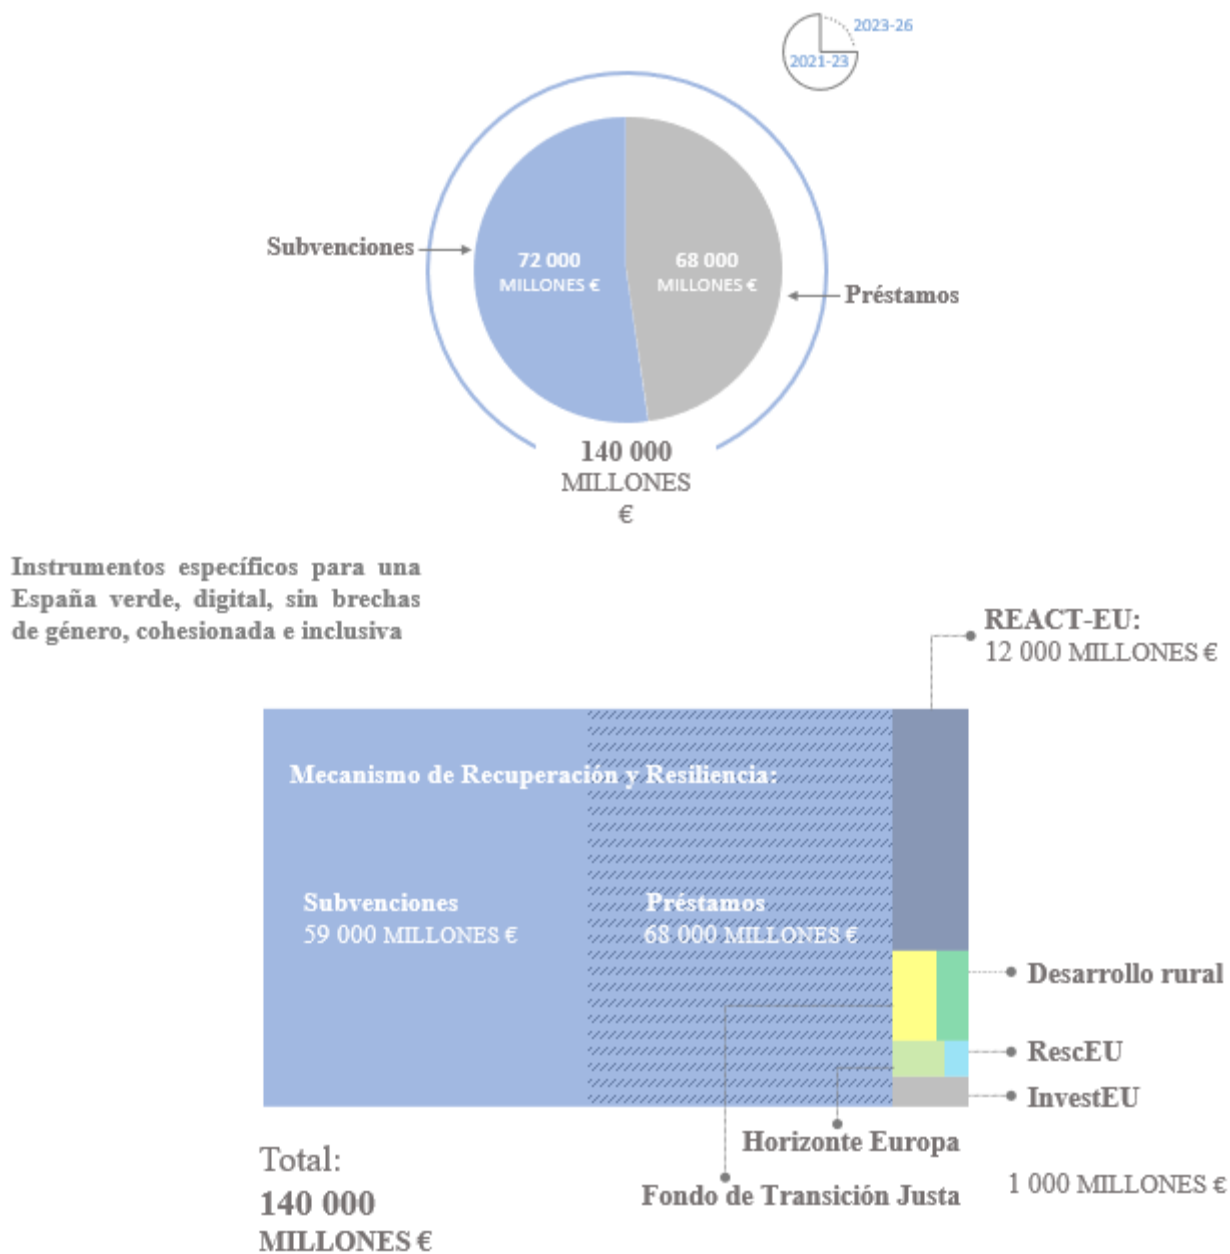 2023-26
2021-23
Subvenciones
72 000
MILLONES €
68 000
MILLONES €
Préstamos
140 000
MILLONES
€
Instrumentos específicos para una
España verde, digital, sin brechas
de género, cohesionada e inclusiva
REACT-EU:
12 000 MILLONES €
Mecanismo de Recuperación y Resiliencia:
Subvenciones
59 000 MILLONES €
Préstamos
68 000 MILLONES €
Desarrollo rural
RescEU
InvestEU
Horizonte Europa
Fondo de Transición Justa
1 000 MILLONES €
Total:
140 000
MILLONES €